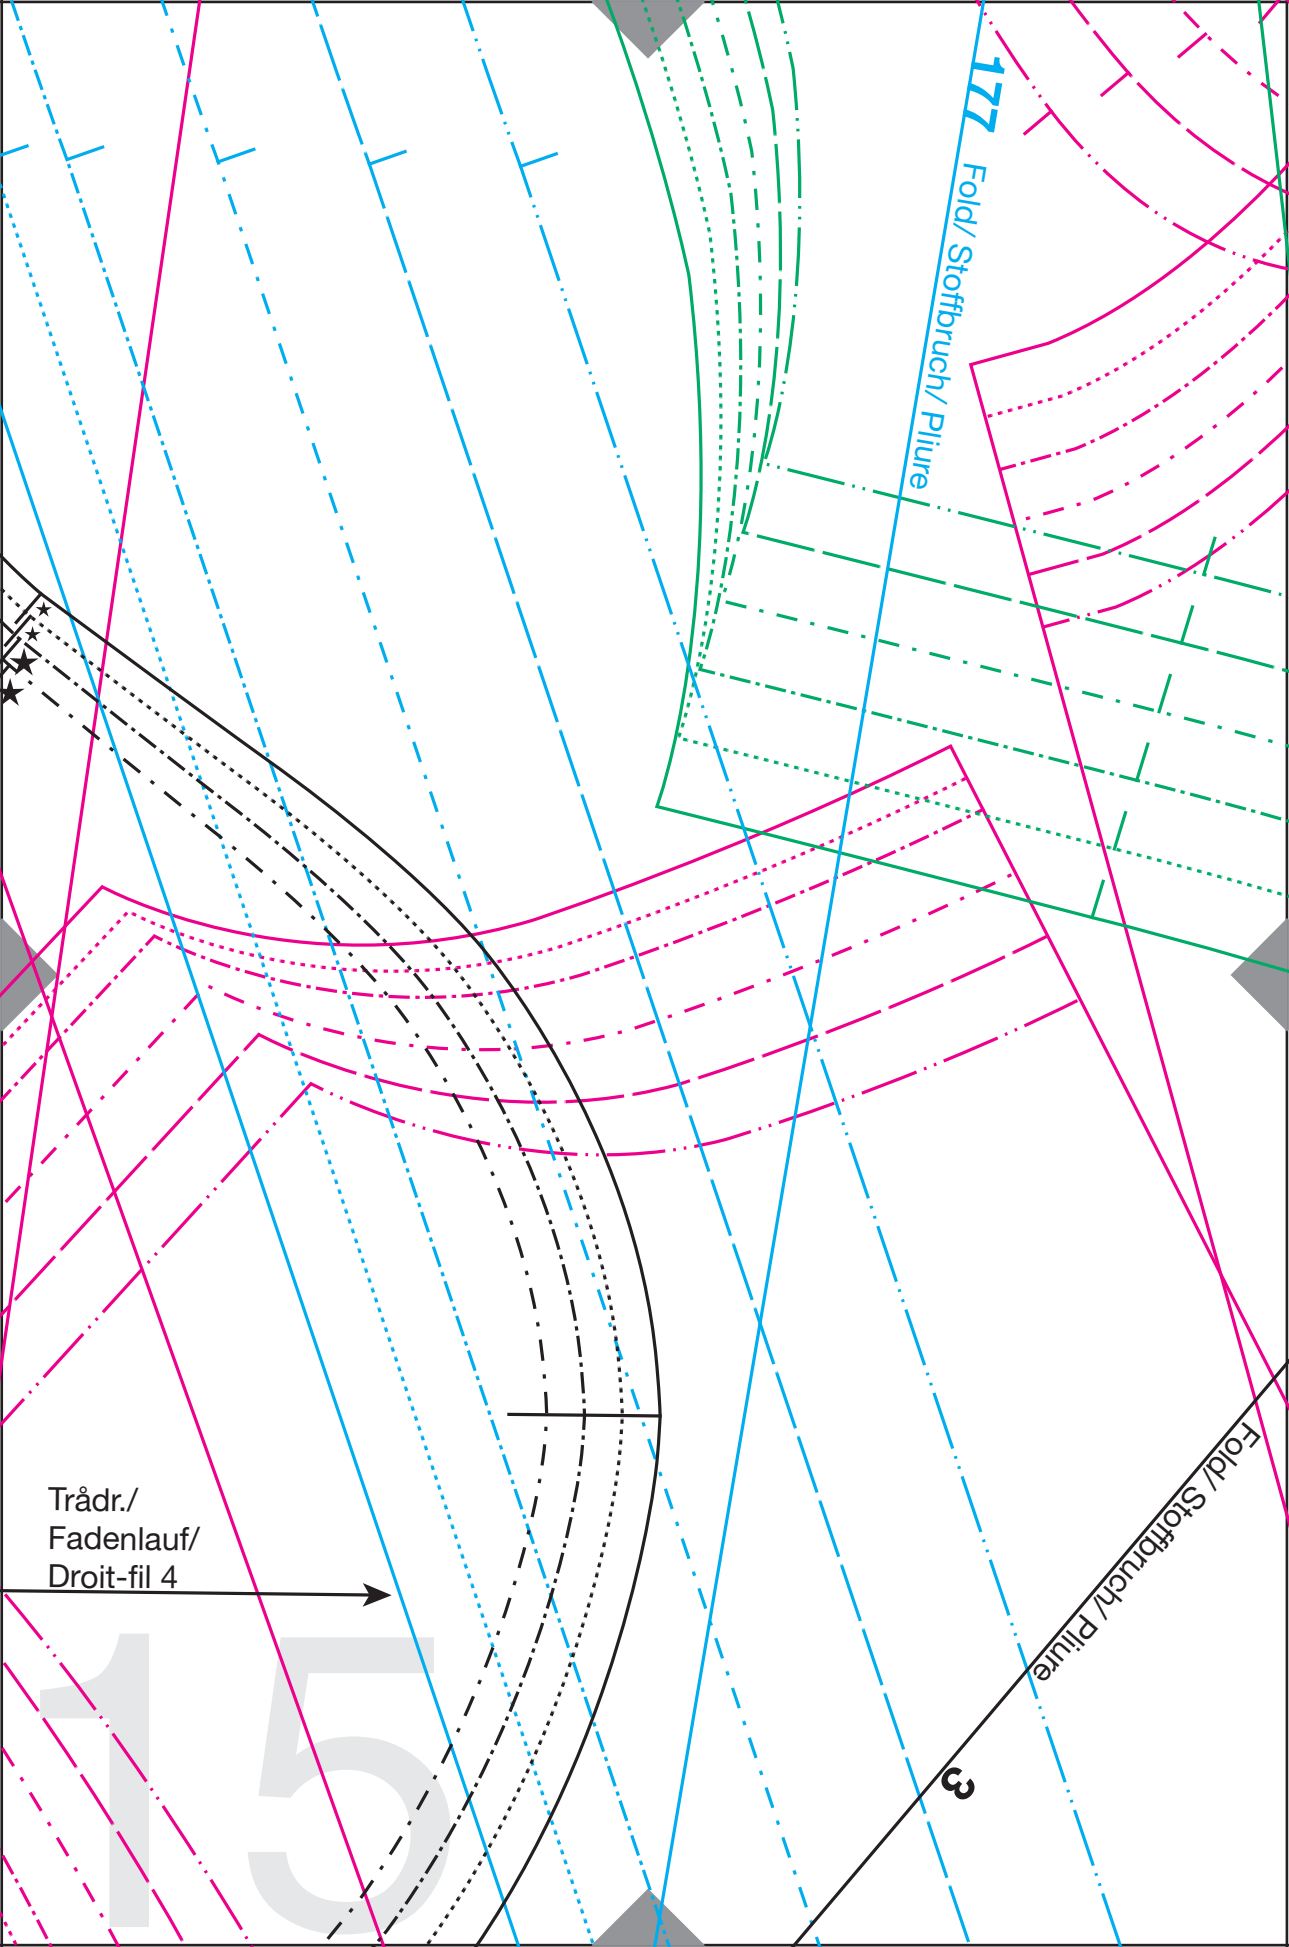 177 Fold/ Stoffbruch/ Pliure
Trådr./
Fadenlauf/
Droit-fil 4
Fold/ Stoffbruch/ Pliure
3
15